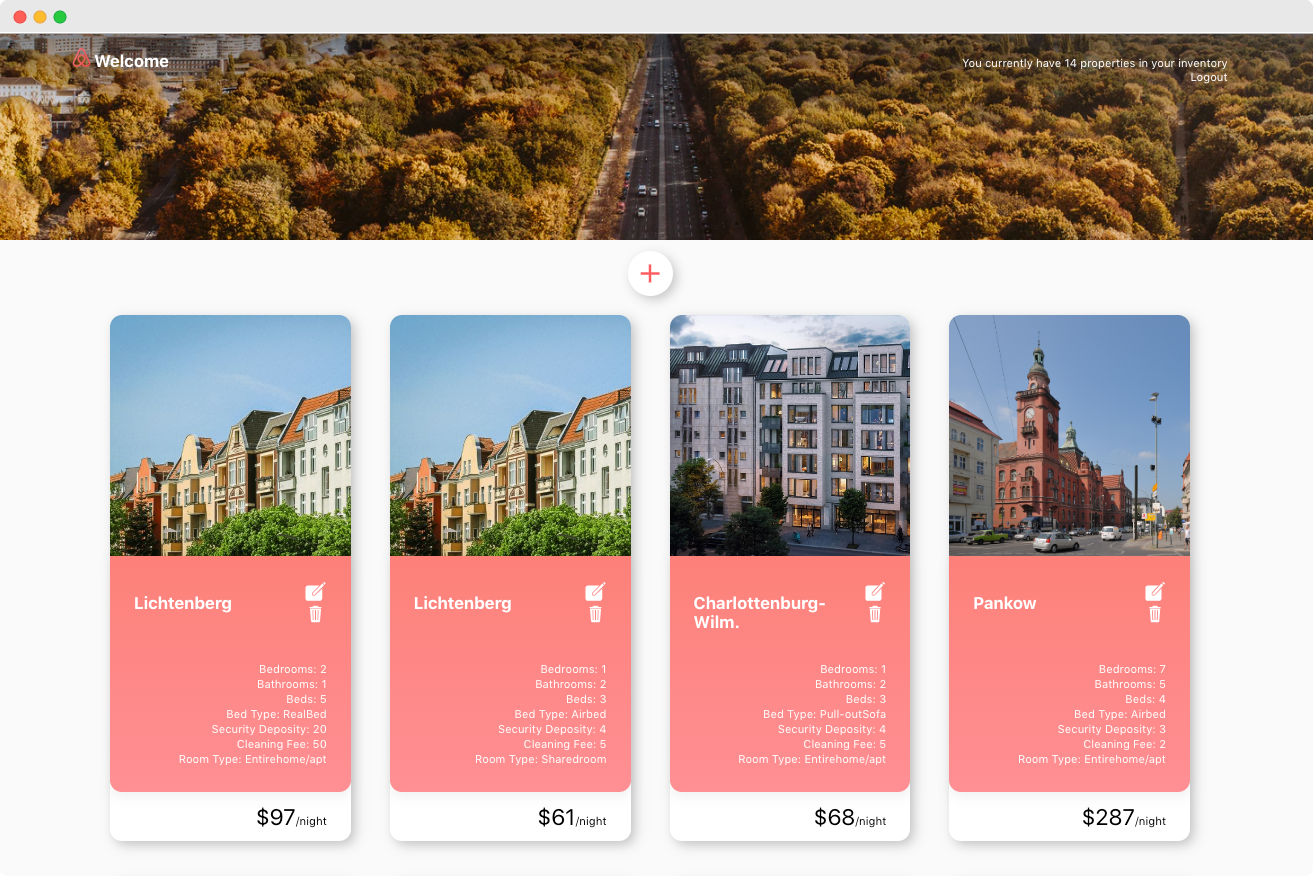 Welcome
You currently have 14 properties in your inventory
Logout
Lichtenberg
Bedrooms: 2
Bathrooms: 1
Beds: 5
Bed Type: RealBed
Security Deposity: 20
Cleaning Fee: 50
Room Type: Entirehome/apt
$97/night
Lichtenberg
Bedrooms: 1
Bathrooms: 2
Beds: 3
Bed Type: Airbed
Security Deposity: 4
Cleaning Fee: 5
Room Type: Sharedroom
$61/night
Charlottenburg-
Wilm.
Bedrooms: 1
Bathrooms: 2
Beds: 3
Bed Type: Pull-outSofa
Security Deposity: 4
Cleaning Fee: 5
Room Type: Entirehome/apt
$68/night
Pankow
Bedrooms: 7
Bathrooms: 5
Beds: 4
Bed Type: Airbed
Security Deposity: 3
Cleaning Fee: 2
Room Type: Entirehome/apt
$287/night